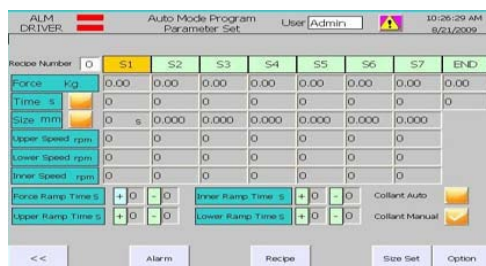 ALM Auto Mode Program User Admin 10:26:29 AM
DRIVER Parameter Set 8/21/2009
Recipe Number 0 S1 S2 S3 S4 S5 S6 S7 END
Force Kg 0.00 0.00 0.00 0.00 0.00 0.00 0.00 0.00
Time s 0 0 0 0 0 0 0 0
Size mm 0 s 0.000 0.000 0.000 0.000 0.000 0.000
Upper Speed rpm 0 0 0 0 0 0 0
Lower Speed rpm 0 0 0 0 0 0 0
Inner Speed rpm 0 0 0 0 0 0 0
Force Ramp Time S + 0 - 0 Inner Ramp Time S + 0 - 0 Collant Auto
Upper Ramp Time S + 0 - 0 Lower Ramp Time S + 0 - 0 Collant Manual
<< Alarm Recipe Size Set Option